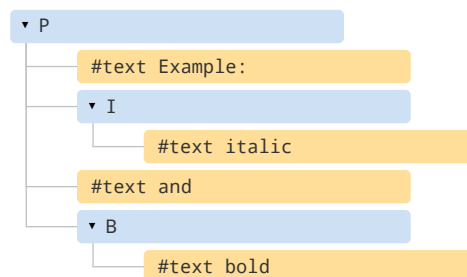 ▾ P
#text Example:
▾ I
#text italic
#text and
▾ B
#text bold